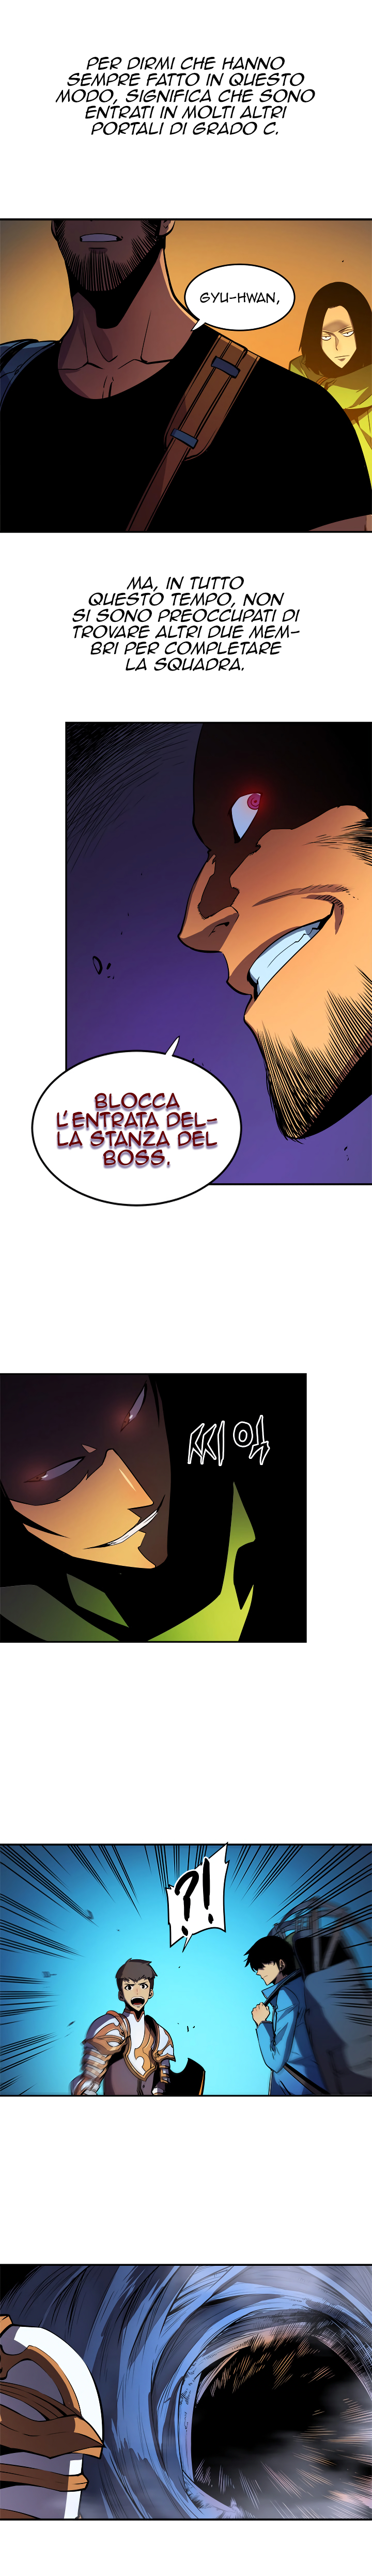 PER DIRMI CHE HANNO
SEMPRE FATTO IN QUESTO
MODO, SIGNIFICA CHE SONO
ENTRATI IN MOLTI ALTRI
PORTALI DI GRADO C.
GYU-HWAN,
MA, IN TUTTO
QUESTO TEMPO, NON
SI SONO PREOCCUPATI DI
TROVARE ALTRI DUE MEM-
BRI PER COMPLETARE
LA SQUADRA.
BLOCCA
L'ENTRATA DEL-
LA STANZA DEL
BOSS.
씨익
?!